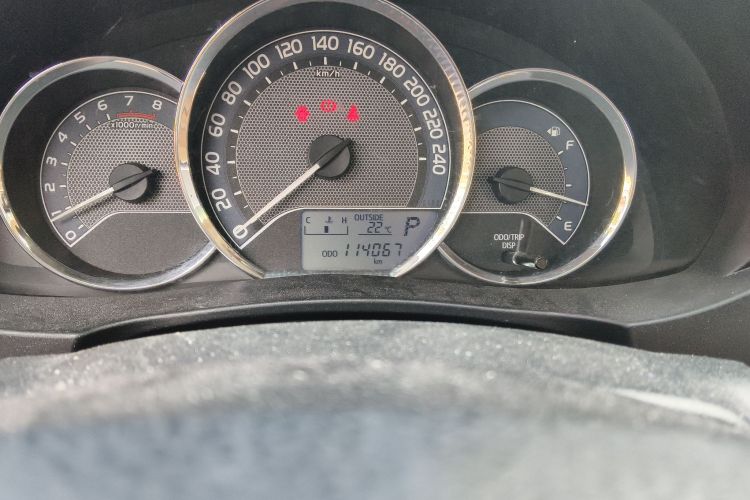 0 1 2 3 4 5 6 7 8
x1000r/min
0 20 40 60 80 100 120 140 160 180 200 220 240
km/h
C H OUTSIDE
22°C P
ODO 114067
km
F
E
ODO/TRIP
DISP